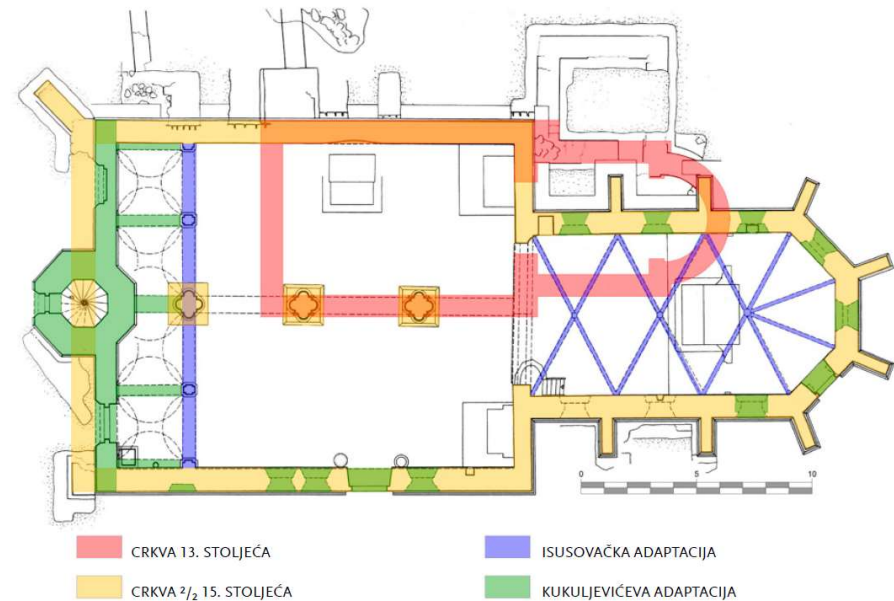 0 5 10
CRKVA 13. STOLJEĆA
ISUSOVAČKA ADAPTACIJA
CRKVA ²/₂ 15. STOLJEĆA
KUKULJEVIĆEVA ADAPTACIJA